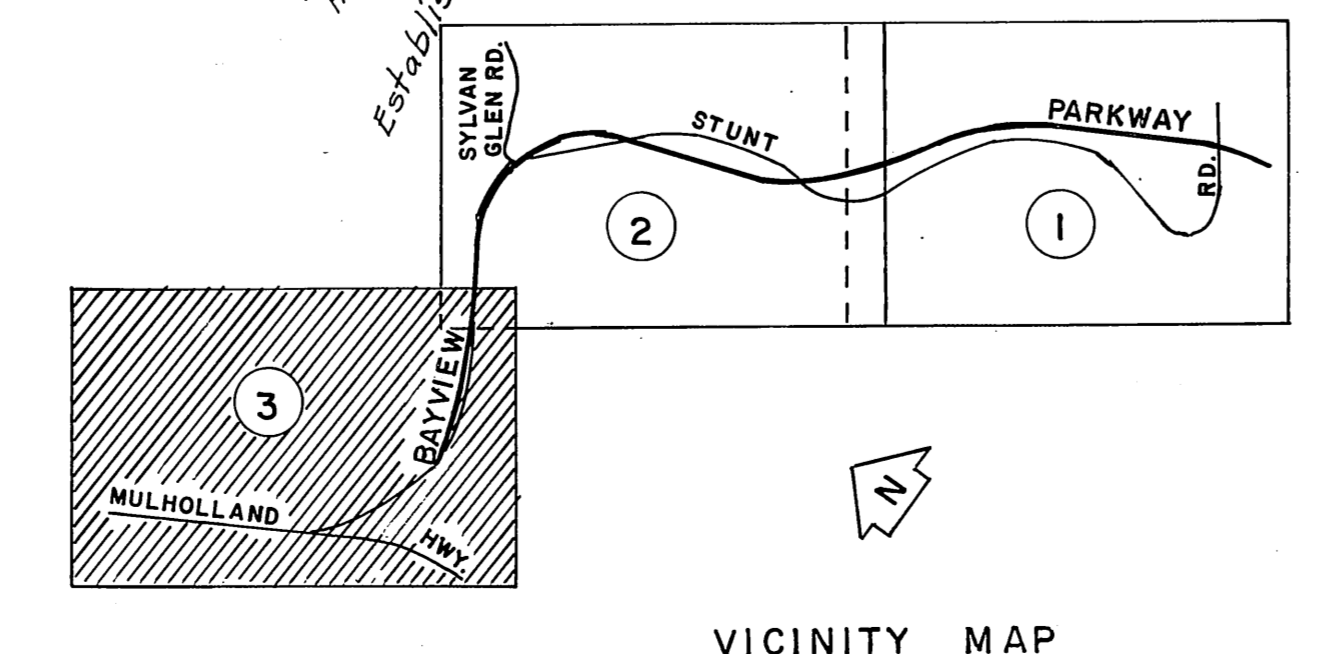 Establis
SYLVAN
GLEN RD.
STUNT
PARKWAY
RD.
2
1
BAYVIEW
3
MULHOLLAND
HWY.
N
VICINITY MAP